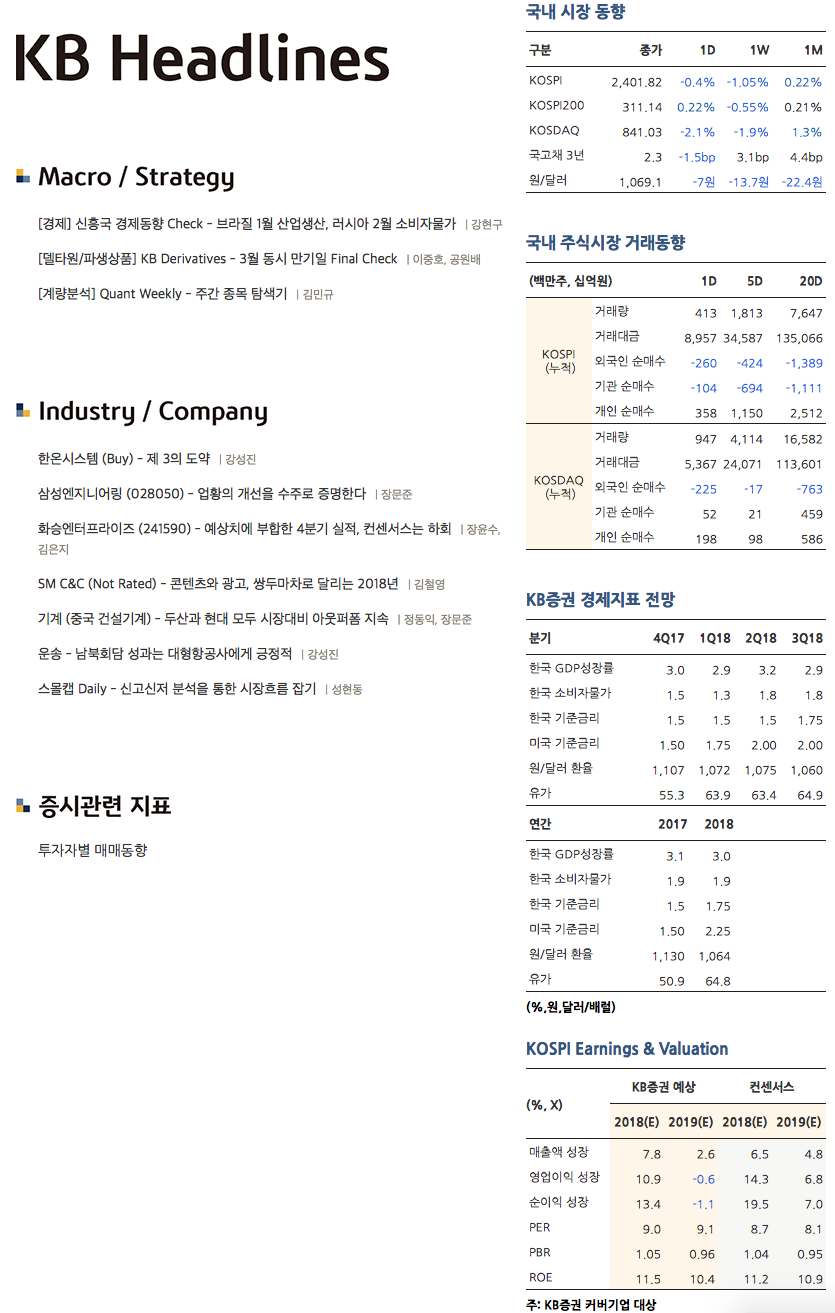 KB Headlines
Macro / Strategy
[경제] 신흥국 경제동향 Check – 브라질 1월 산업생산, 러시아 2월 소비자물가 | 강현구
[델타원/파생상품] KB Derivatives – 3월 동시 만기일 Final Check | 이중호, 공원배
[계량분석] Quant Weekly – 주간 종목 탐색기 | 김민규
Industry / Company
한온시스템 (Buy) – 제 3의 도약 | 강성진
삼성엔지니어링 (028050) – 업황의 개선을 수주로 증명한다 | 장문준
화승엔터프라이즈 (241590) – 예상치에 부합한 4분기 실적, 컨센서스는 하회 | 장윤수,
김은지
SM C&C (Not Rated) – 콘텐츠와 광고, 쌍두마차로 달리는 2018년 | 김철영
기계 (중국 건설기계) – 두산과 현대 모두 시장대비 아웃퍼폼 지속 | 정동익, 장문준
운송 – 남북회담 성과는 대형항공사에게 긍정적 | 강성진
스몰캡 Daily – 신고신저 분석을 통한 시장흐름 잡기 | 성현동
증시관련 지표
투자자별 매매동향
국내 시장 동향
구분 종가 1D 1W 1M
KOSPI 2,401.82 -0.4% -1.05% 0.22%
KOSPI200 311.14 0.22% -0.55% 0.21%
KOSDAQ 841.03 -2.1% -1.9% 1.3%
국고채 3년 2.3 -1.5bp 3.1bp 4.4bp
원/달러 1,069.1 -7원 -13.7원 -22.4원
국내 주식시장 거래동향
(백만주, 십억원) 1D 5D 20D
KOSPI (누적)
거래량 413 1,813 7,647
거래대금 8,957 34,587 135,066
외국인 순매수 -260 -424 -1,389
기관 순매수 -104 -694 -1,111
개인 순매수 358 1,150 2,512
KOSDAQ (누적)
거래량 947 4,114 16,582
거래대금 5,367 24,071 113,601
외국인 순매수 -225 -17 -763
기관 순매수 52 21 459
개인 순매수 198 98 586
KB증권 경제지표 전망
분기 4Q17 1Q18 2Q18 3Q18
한국 GDP성장률 3.0 2.9 3.2 2.9
한국 소비자물가 1.5 1.3 1.8 1.8
한국 기준금리 1.5 1.5 1.5 1.75
미국 기준금리 1.50 1.75 2.00 2.00
원/달러 환율 1,107 1,072 1,075 1,060
유가 55.3 63.9 63.4 64.9
연간 2017 2018
한국 GDP성장률 3.1 3.0
한국 소비자물가 1.9 1.9
한국 기준금리 1.5 1.75
미국 기준금리 1.50 2.25
원/달러 환율 1,130 1,064
유가 50.9 64.8
(%,원,달러/배럴)
KOSPI Earnings & Valuation
(%, X) KB증권 예상 컨센서스
2018(E) 2019(E) 2018(E) 2019(E)
매출액 성장 7.8 2.6 6.5 4.8
영업이익 성장 10.9 -0.6 14.3 6.8
순이익 성장 13.4 -1.1 19.5 7.0
PER 9.0 9.1 8.7 8.1
PBR 1.05 0.96 1.04 0.95
ROE 11.5 10.4 11.2 10.9
주: KB증권 커버기업 대상